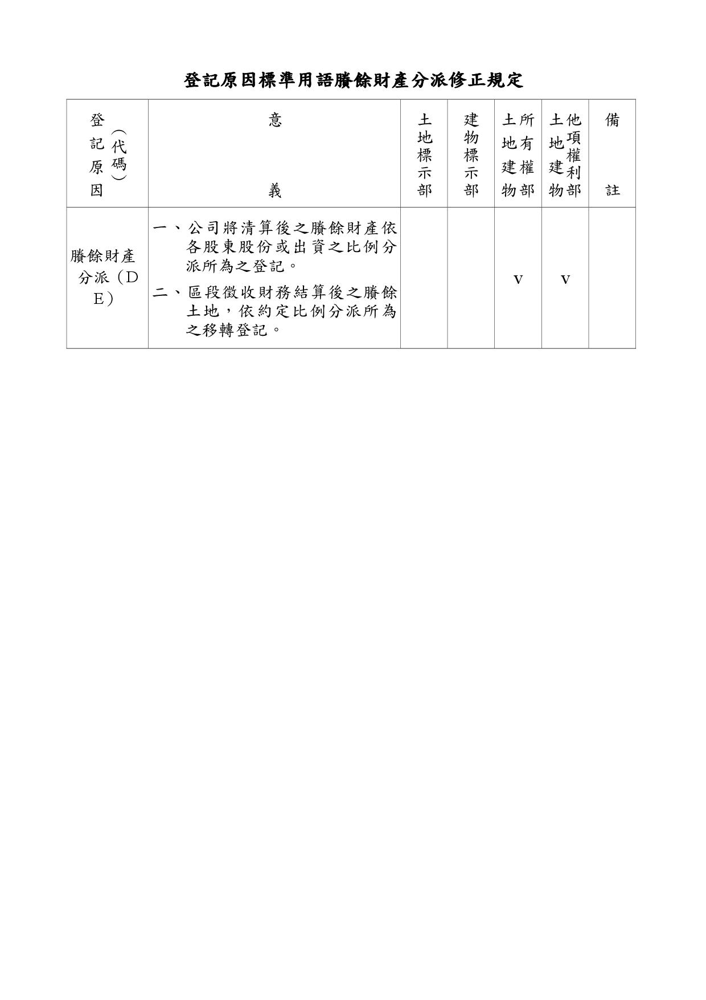 登記原因標準用語賸餘財產分派修正規定
登記原因
（代碼）
意義
土地標示部
建物標示部
土地建物
所有權部
土地建物
他項權利部
備註
賸餘財產
分派（D
E）
一、公司將清算後之賸餘財產依
各股東股份或出資之比例分
派所為之登記。
二、區段徵收財務結算後之賸餘
土地，依約定比例分派所為
之移轉登記。
v
v